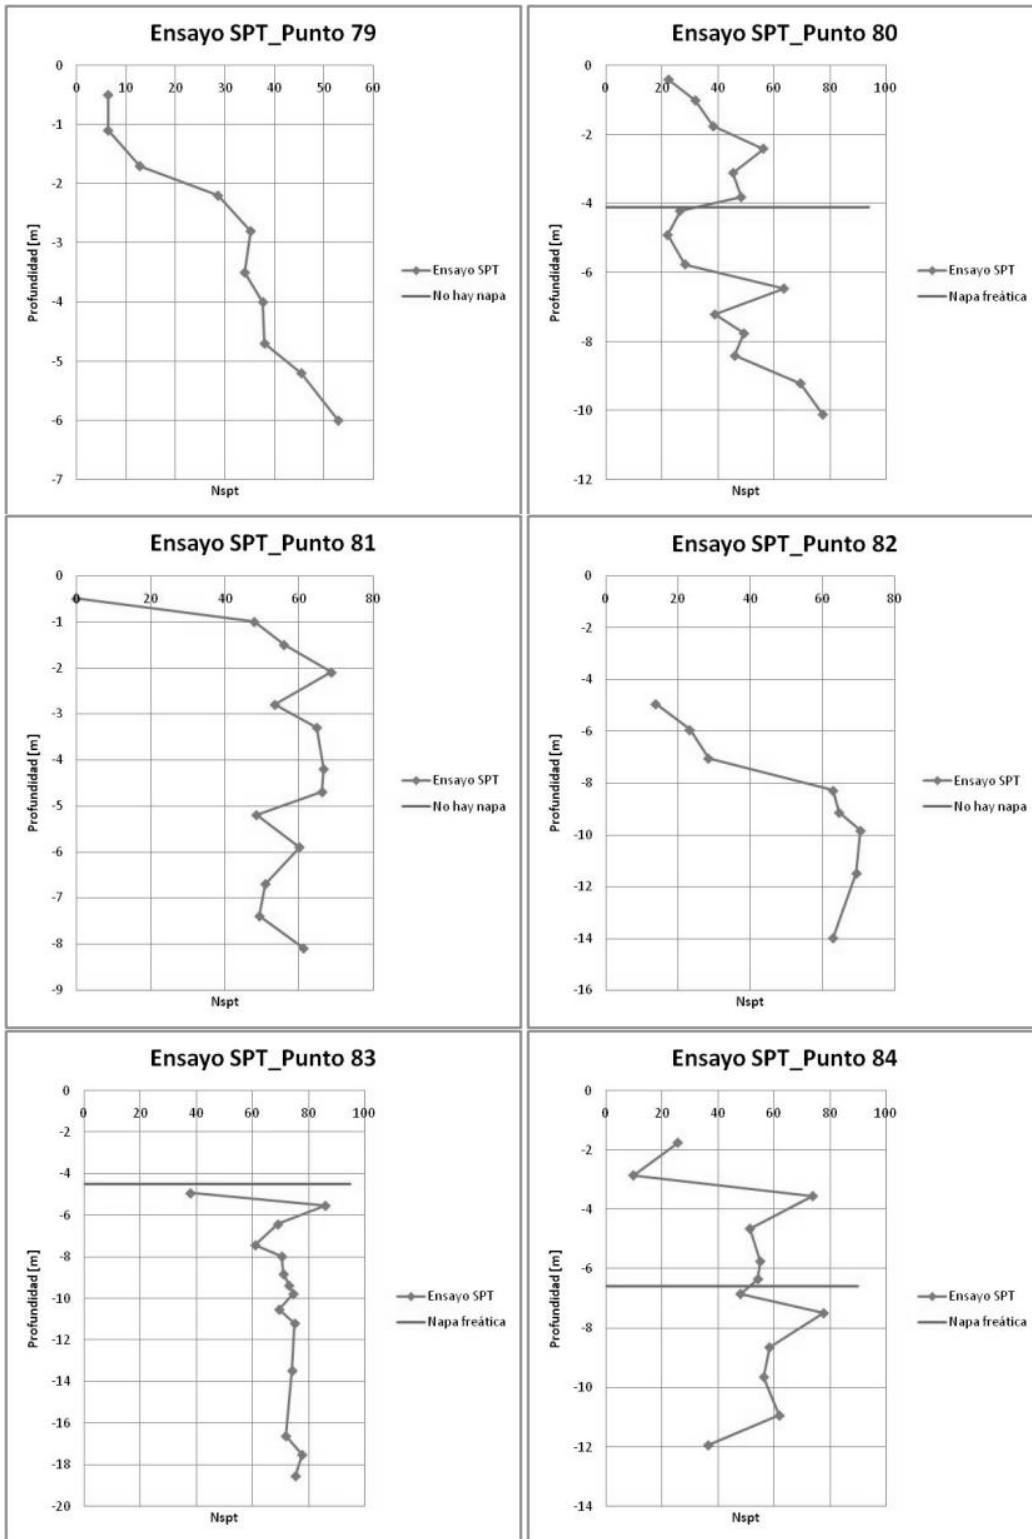 Ensayo SPT_Punto 79
0
0 10 20 30 40 50 60
-1
-2
-3
-4
-5
-6
-7
Profundidad [m]
Nspt
Ensayo SPT
No hay napa
Ensayo SPT_Punto 80
0
0 20 40 60 80 100
-2
-4
-6
-8
-10
-12
Profundidad [m]
Nspt
Ensayo SPT
Napa freática
Ensayo SPT_Punto 81
0
0 20 40 60 80
-1
-2
-3
-4
-5
-6
-7
-8
-9
Profundidad [m]
Nspt
Ensayo SPT
No hay napa
Ensayo SPT_Punto 82
0
0 20 40 60 80
-2
-4
-6
-8
-10
-12
-14
-16
Profundidad [m]
Nspt
Ensayo SPT
No hay napa
Ensayo SPT_Punto 83
0
0 20 40 60 80 100
-2
-4
-6
-8
-10
-12
-14
-16
-18
-20
Profundidad [m]
Nspt
Ensayo SPT
Napa freática
Ensayo SPT_Punto 84
0
0 20 40 60 80 100
-2
-4
-6
-8
-10
-12
-14
Profundidad [m]
Nspt
Ensayo SPT
Napa freática